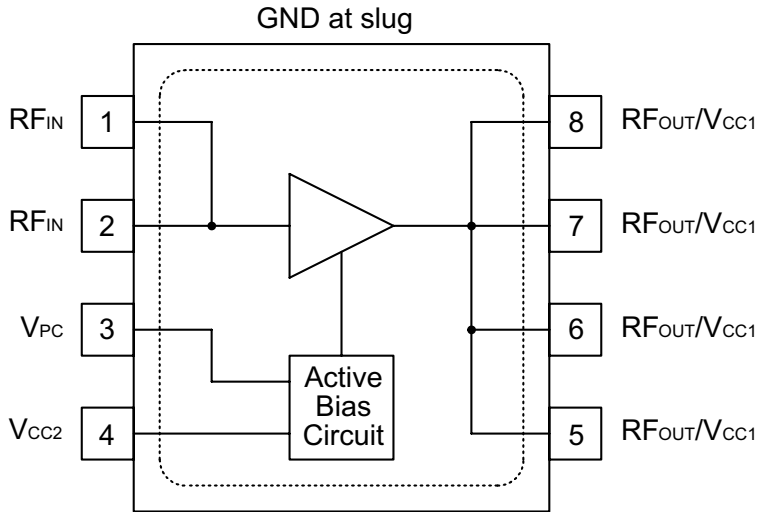 GND at slug
RFIN 1
RFIN 2
VPC 3
VCC2 4
Active
Bias
Circuit
8 RFOUT/VCC1
7 RFOUT/VCC1
6 RFOUT/VCC1
5 RFOUT/VCC1